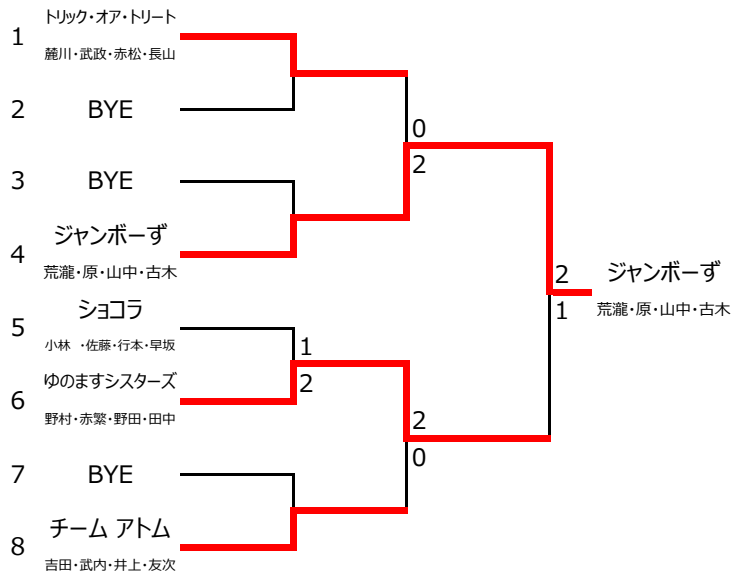 トリック・オア・トリート
1
麓川・武政・赤松・長山
2 BYE
0
3 BYE
2
ジャンボーず
4
荒瀧・原・山中・古木
2 ジャンボーず
1 荒瀧・原・山中・古木
ショコラ
5
小林 ・佐藤・行本・早坂
1
ゆのますシスターズ
2
6
野村・赤繁・野田・田中
2
0
7 BYE
チーム アトム
8
吉田・武内・井上・友次